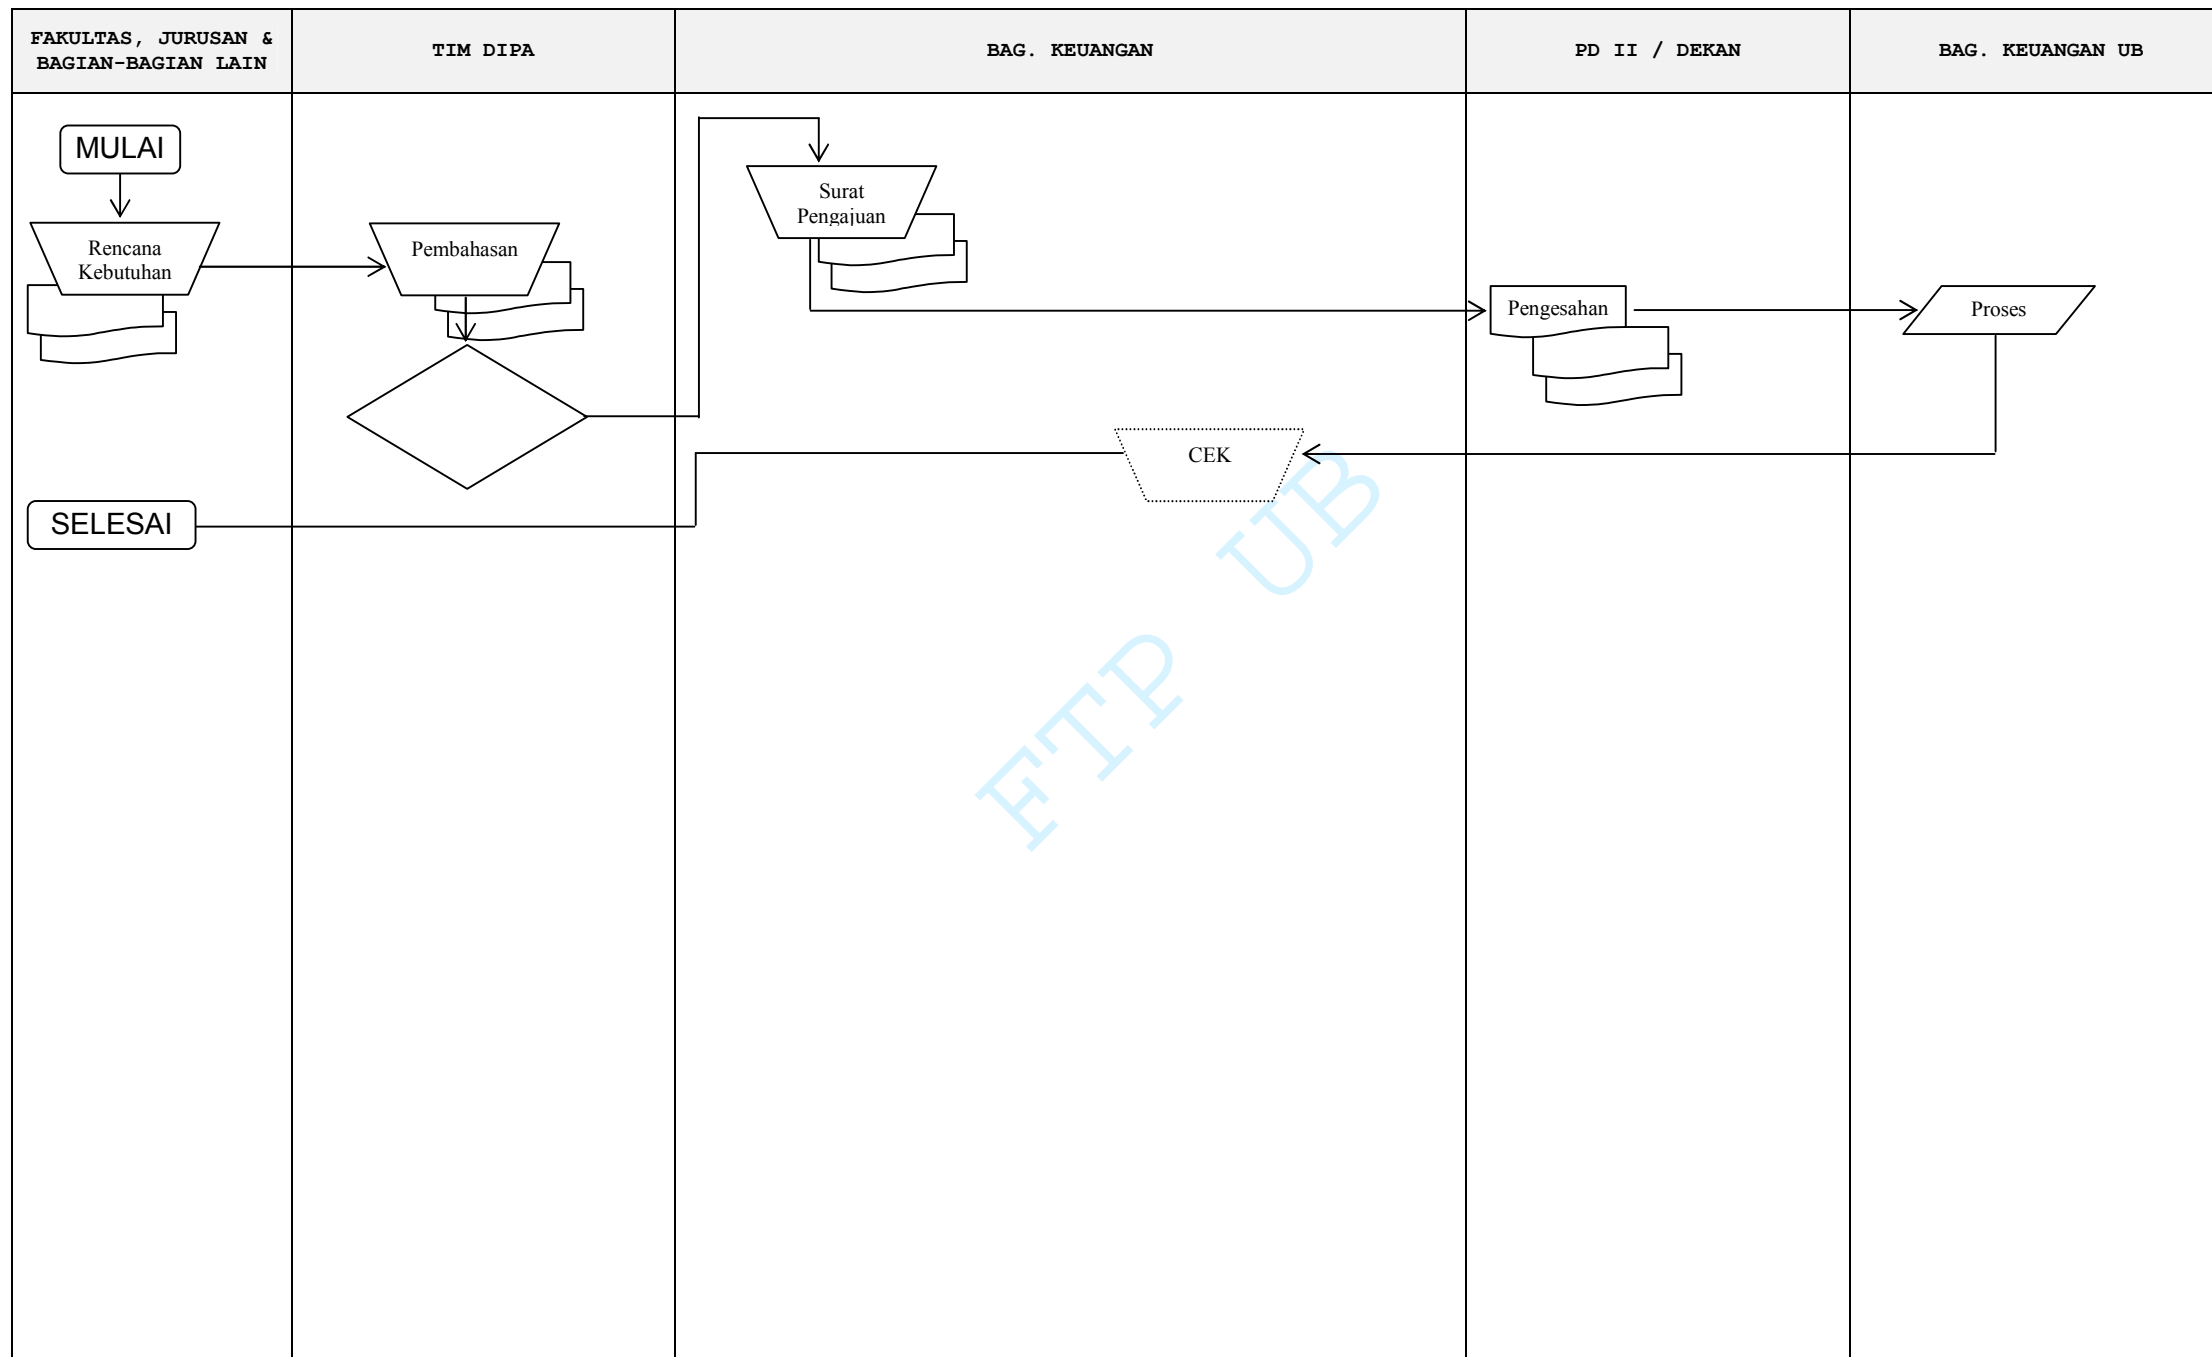 FAKULTAS, JURUSAN &
BAGIAN-BAGIAN LAIN
TIM DIPA
BAG. KEUANGAN
PD II / DEKAN
BAG. KEUANGAN UB
MULAI
Rencana
Kebutuhan
Pembahasan
Surat
Pengajuan
Pengesahan
Proses
CEK
SELESAI
FTP UB